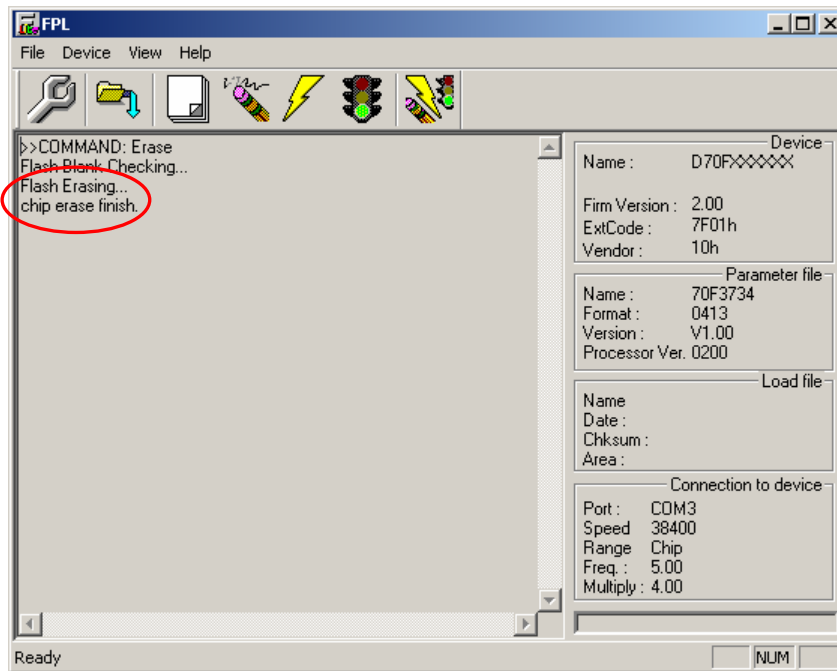 FPL
File Device View Help
>>COMMAND: Erase
Flash Blank Checking...
Flash Erasing...
chip erase finish.
Device
Name : D70FXXXXXX
Firm Version : 2.00
ExtCode : 7F01h
Vendor : 10h
Parameter file
Name : 70F3734
Format : 0413
Version : V1.00
Processor Ver. 0200
Load file
Name
Date :
Chksum :
Area :
Connection to device
Port : COM3
Speed 38400
Range Chip
Freq. : 5.00
Multiply : 4.00
Ready NUM